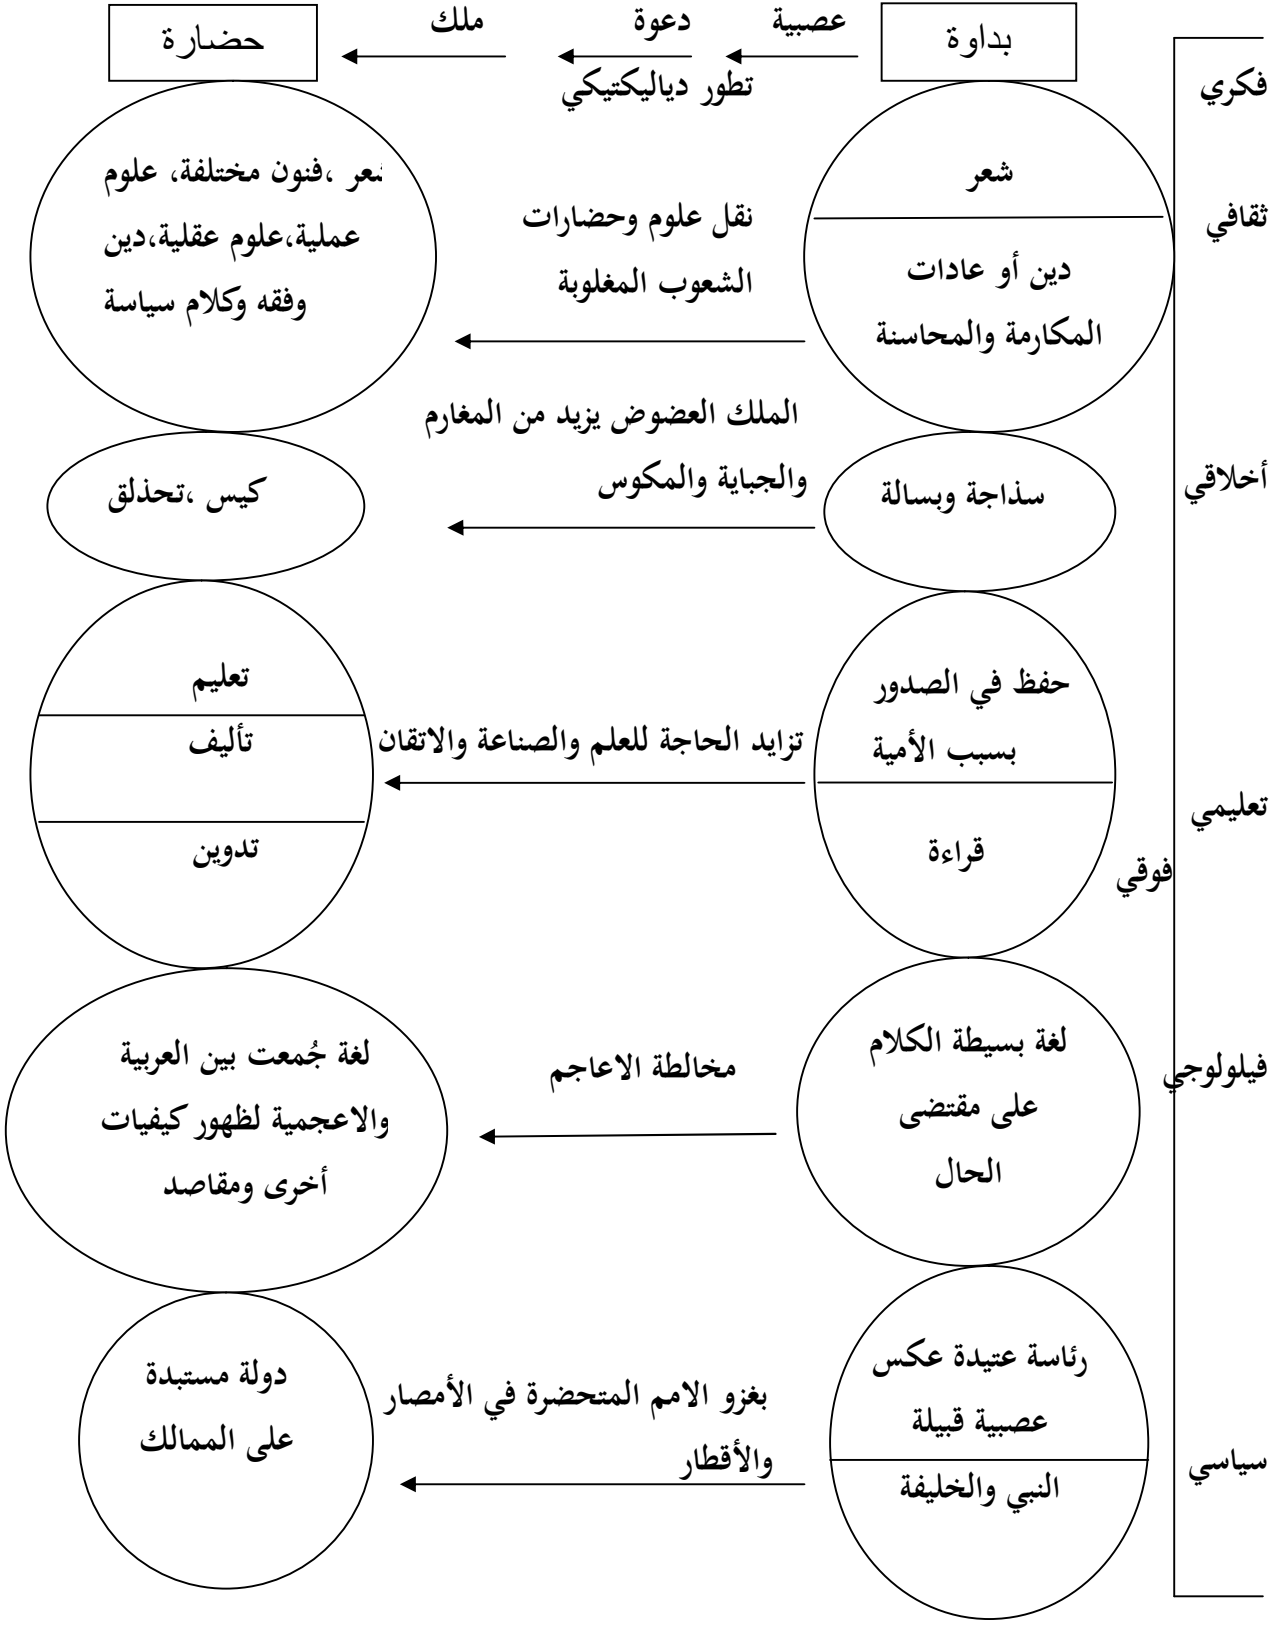 بداوة
عصبية
دعوة
ملك
حضارة
تطور دياليكتيكي
فكري
ثقافي
شعر
دين أو عادات
المكارمة والمحاسنة
نقل علوم وحضارات
الشعوب المغلوبة
شعر ،فنون مختلفة، علوم
عملية،علوم عقلية،دين
وفقه وكلام سياسة
أخلاقي
سذاجة وبسالة
الملك العضوض يزيد من المغارم
والجباية والمكوس
كيس ،تحذلق
تعليمي
فوقي
حفظ في الصدور
بسبب الأمية
قراءة
تزايد الحاجة للعلم والصناعة والاتقان
تعليم
تأليف
تدوين
فيلولوجي
لغة بسيطة الكلام
على مقتضى
الحال
مخالطة الاعاجم
لغة جُمعت بين العربية
والاعجمية لظهور كيفيات
أخرى ومقاصد
سياسي
رئاسة عتيدة عكس
عصبية قبيلة
النبي والخليفة
بغزو الامم المتحضرة في الأمصار
والأقطار
دولة مستبدة
على الممالك